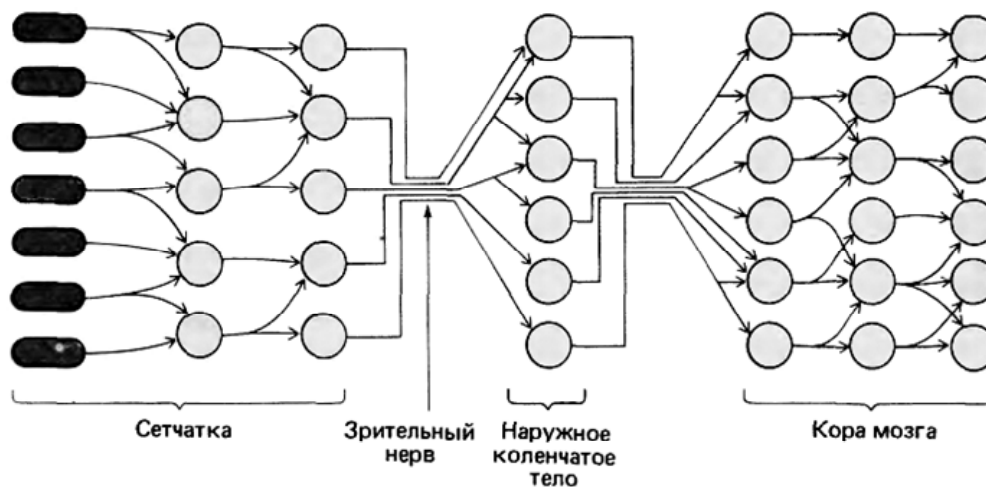 Сетчатка
Зрительный
нерв
Наружное
коленчатое
тело
Кора мозга